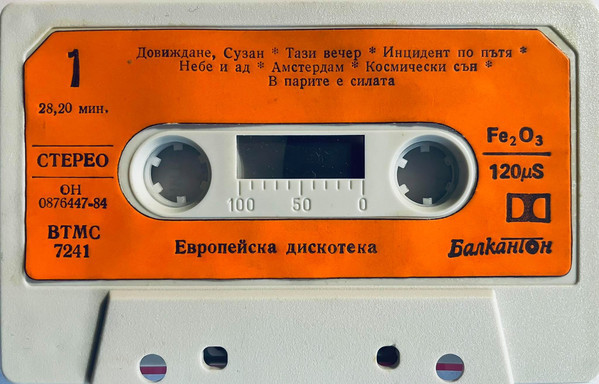 1
Довиждане, Сузан * Тази вечер * Инцидент по пътя *
Небе и ад * Амстердам * Космически сън *
В парите е силата
28,20 мин.
СТЕРЕО
ОН
0876447-84
ВТМС
7241
Fe2O3
120µS
100 50 0
Европейска дискотека
Балкантон